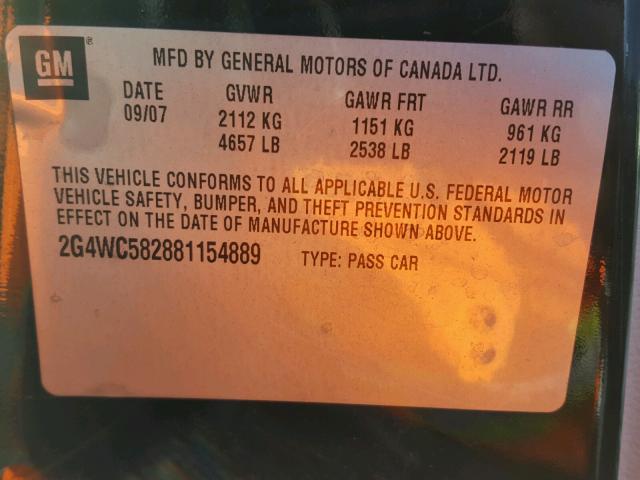 GM ®
MFD BY GENERAL MOTORS OF CANADA LTD.
DATE GVWR GAWR FRT GAWR RR
09/07 2112 KG 1151 KG 961 KG
4657 LB 2538 LB 2119 LB
THIS VEHICLE CONFORMS TO ALL APPLICABLE U.S. FEDERAL MOTOR
VEHICLE SAFETY, BUMPER, AND THEFT PREVENTION STANDARDS IN
EFFECT ON THE DATE OF MANUFACTURE SHOWN ABOVE.
2G4WC582881154889 TYPE: PASS CAR